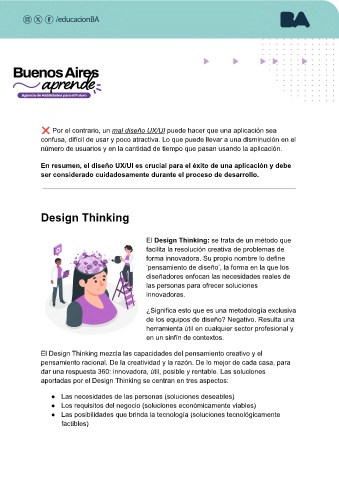 /educacionBA
BA
Buenos Aires
aprende
Agencia de Habilidades para el Futuro
❌ Por el contrario, un mal diseño UX/UI puede hacer que una aplicación sea
confusa, difícil de usar y poco atractiva. Lo que puede llevar a una disminución en el
número de usuarios y en la cantidad de tiempo que pasan usando la aplicación.
En resumen, el diseño UX/UI es crucial para el éxito de una aplicación y debe
ser considerado cuidadosamente durante el proceso de desarrollo.
Design Thinking
El Design Thinking: se trata de un método que
facilita la resolución creativa de problemas de
forma innovadora. Su propio nombre lo define
‘pensamiento de diseño’, la forma en la que los
diseñadores enfocan las necesidades reales de
las personas para ofrecer soluciones
innovadoras.
¿Significa esto que es una metodología exclusiva
de los equipos de diseño? Negativo. Resulta una
herramienta útil en cualquier sector profesional y
en un sinfín de contextos.
El Design Thinking mezcla las capacidades del pensamiento creativo y el
pensamiento racional. De la creatividad y la razón. De lo mejor de cada casa, para
dar una respuesta 360: innovadora, útil, posible y rentable. Las soluciones
aportadas por el Design Thinking se centran en tres aspectos:
● Las necesidades de las personas (soluciones deseables)
● Los requisitos del negocio (soluciones económicamente viables)
● Las posibilidades que brinda la tecnología (soluciones tecnológicamente
factibles)